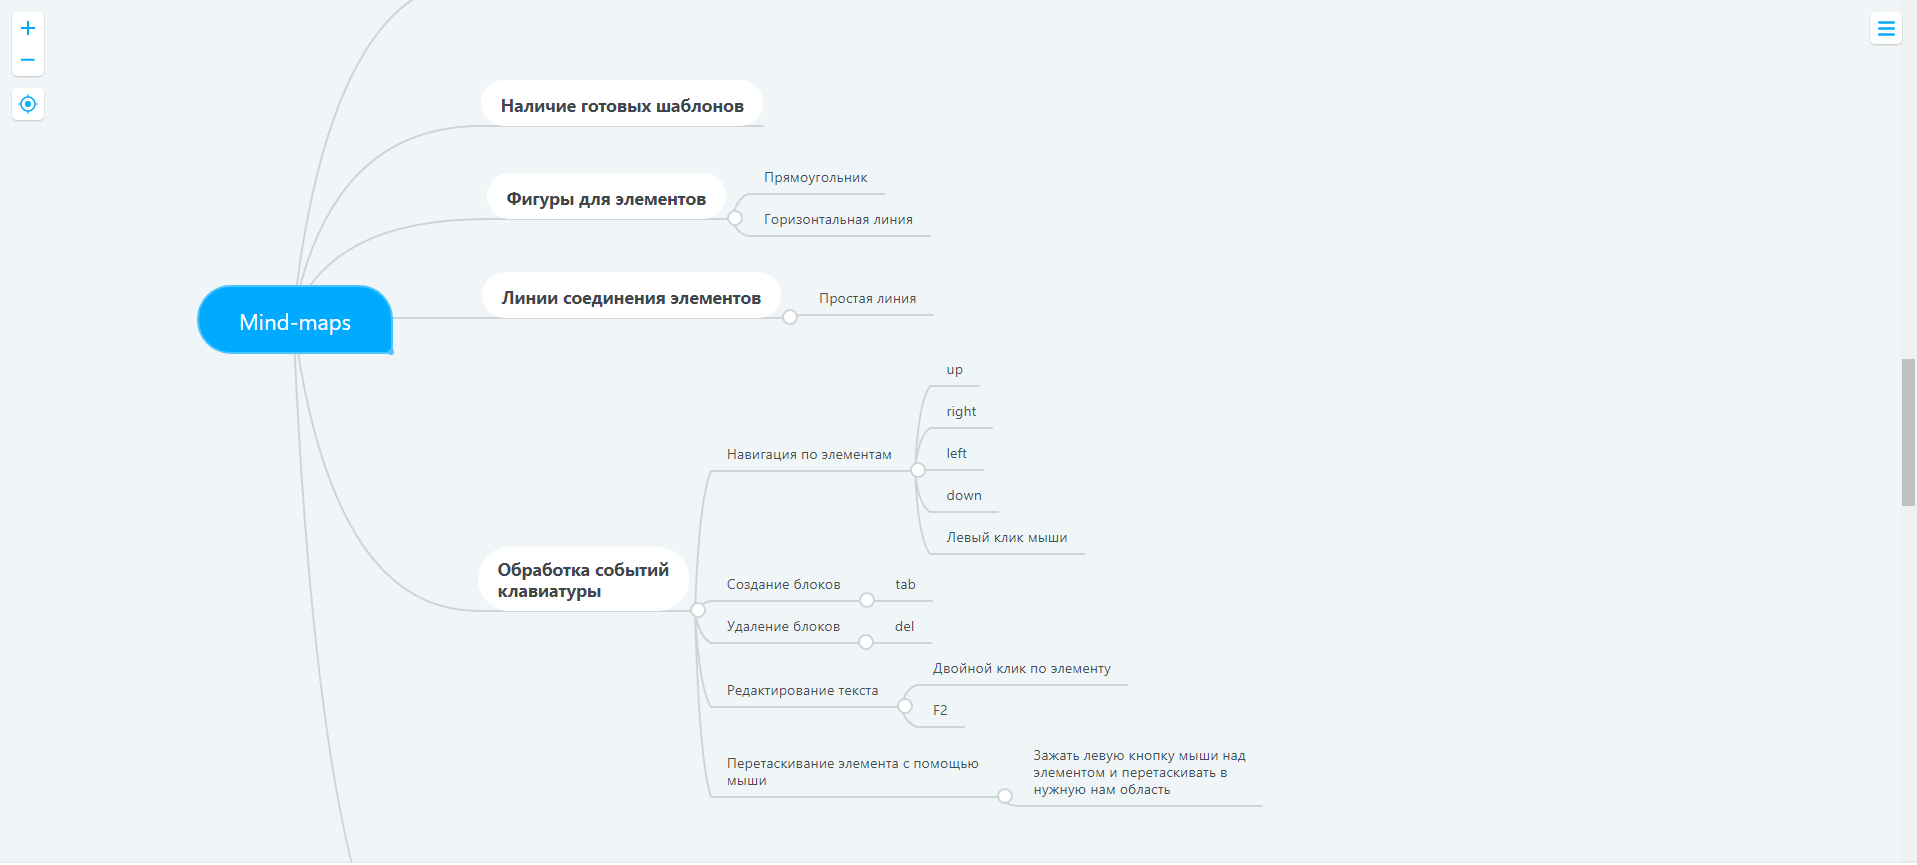 Наличие готовых шаблонов
Фигуры для элементов
Прямоугольник
Горизонтальная линия
Mind-maps
Линии соединения элементов
Простая линия
Обработка событий
клавиатуры
Навигация по элементам
up
right
left
down
Левый клик мыши
Создание блоков
tab
Удаление блоков
del
Редактирование текста
Двойной клик по элементу
F2
Перетаскивание элемента с помощью
мыши
Зажать левую кнопку мыши над
элементом и перетаскивать в
нужную нам область